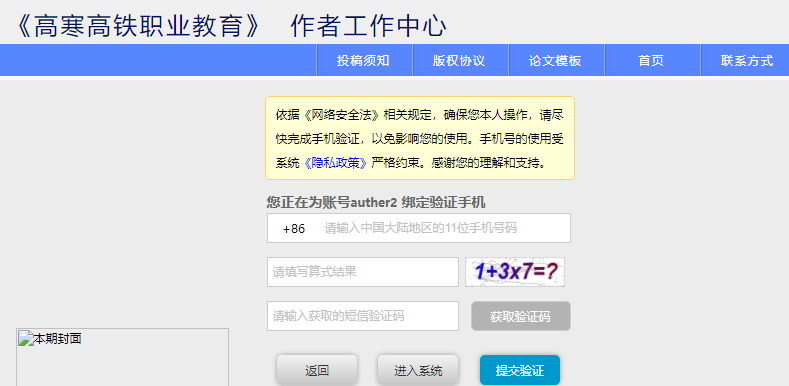 《高寒高铁职业教育》 作者工作中心
投稿须知 版权协议 论文模板 首页 联系方式
依据《网络安全法》相关规定，确保您本人操作，请尽
快完成手机验证，以免影响您的使用。手机号的使用受
系统《隐私政策》严格约束。感谢您的理解和支持。
您正在为账号auther2 绑定验证手机
+86 请输入中国大陆地区的11位手机号码
请填写算式结果 1+3x7=?
请输入获取的短信验证码 获取验证码
本期封面
返回 进入系统 提交验证